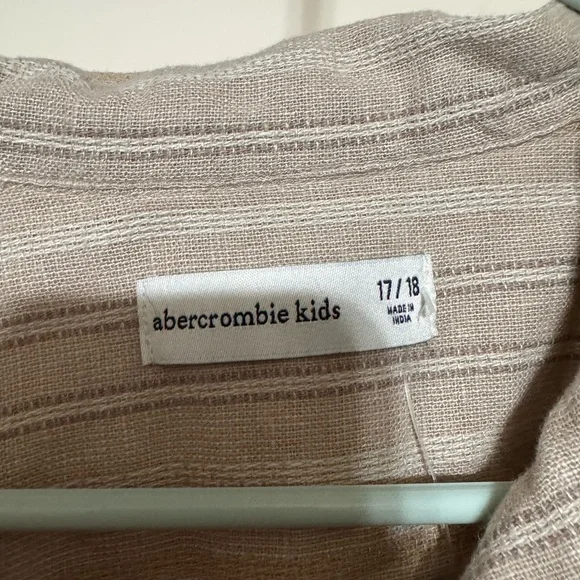 abercrombie kids
17/18
MADE IN
INDIA